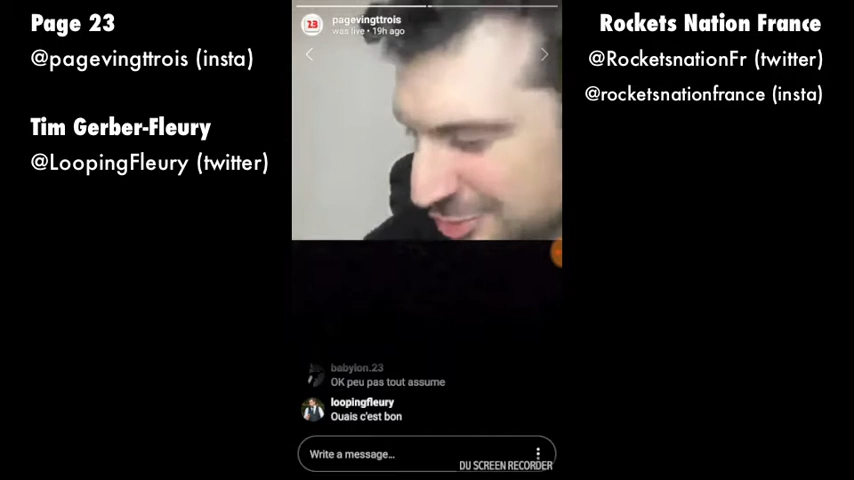 Page 23
@pagevingttrois (insta)
Tim Gerber-Fleury
@LoopingFleury (twitter)
23
pagevingttrois
was live • 19h ago
babylon.23
OK peu pas tout assume
loopingfleury
Ouais c'est bon
Write a message...
DU SCREEN RECORDER
Rockets Nation France
@RocketsnationFr (twitter)
@rocketsnationfrance (insta)